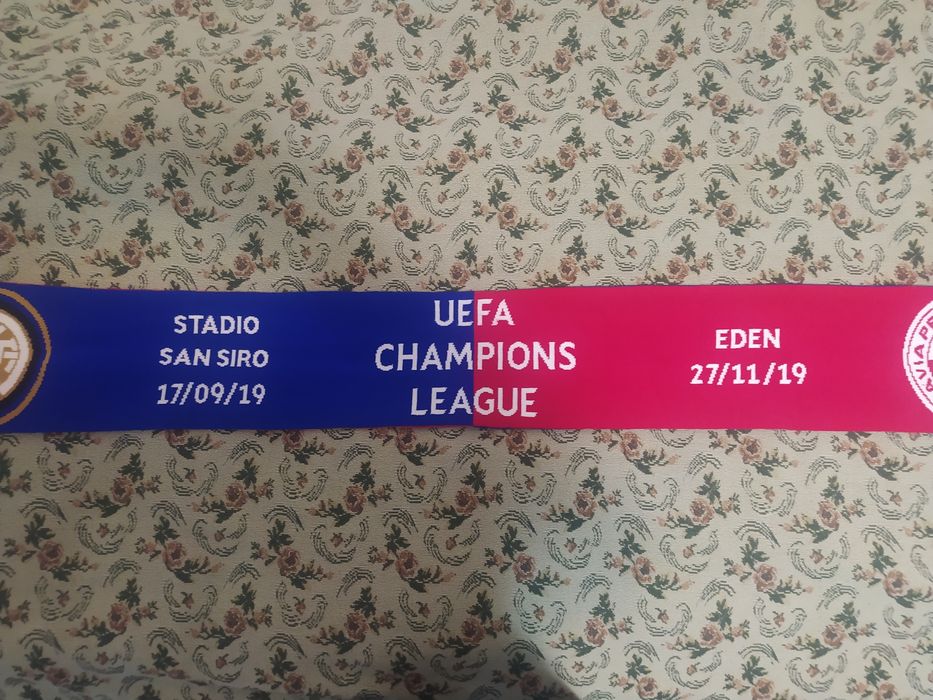 STADIO
SAN SIRO
17/09/19
UEFA
CHAMPIONS
LEAGUE
EDEN
27/11/19